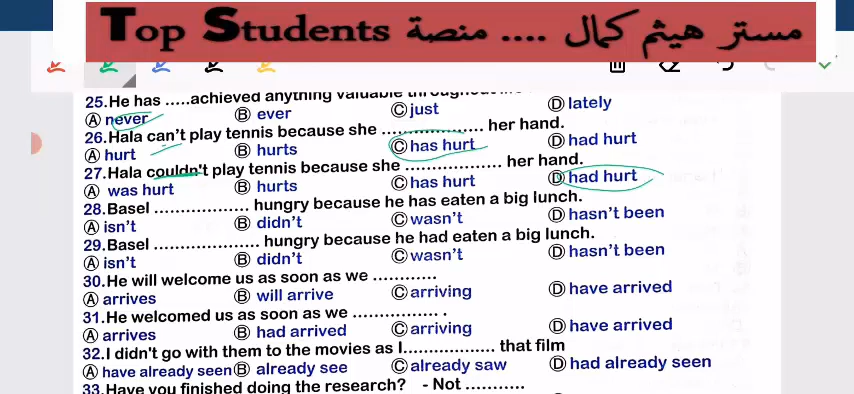 Top Students مستر هيثم كمال .... منصة
25.He has .....achieved anything valuable
Ⓐ never Ⓑ ever Ⓒ just Ⓓ lately
26.Hala can't play tennis because she .................... her hand.
Ⓐ hurt Ⓑ hurts Ⓒ has hurt Ⓓ had hurt
27.Hala couldn't play tennis because she ................... her hand.
Ⓐ was hurt Ⓑ hurts Ⓒ has hurt Ⓓ had hurt
28.Basel .................. hungry because he has eaten a big lunch.
Ⓐ isn't Ⓑ didn't Ⓒ wasn't Ⓓ hasn't been
29.Basel .................... hungry because he had eaten a big lunch.
Ⓐ isn't Ⓑ didn't Ⓒ wasn't Ⓓ hasn't been
30.He will welcome us as soon as we ............
Ⓐ arrives Ⓑ will arrive Ⓒ arriving Ⓓ have arrived
31.He welcomed us as soon as we ................ .
Ⓐ arrives Ⓑ had arrived Ⓒ arriving Ⓓ have arrived
32.I didn't go with them to the movies as I.................. that film
Ⓐ have already seen Ⓑ already see Ⓒ already saw Ⓓ had already seen
33.Have you finished doing the research? - Not ...........